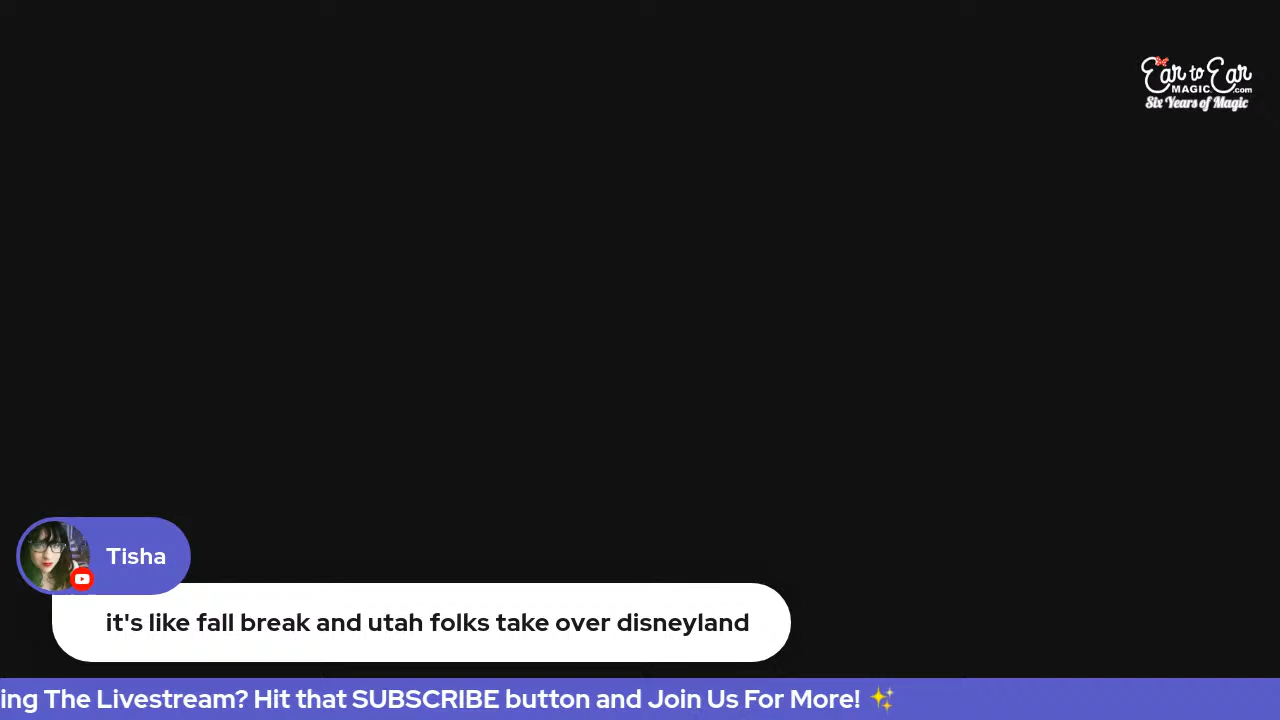 Ear to Ear
MAGIC.com
Six Years of Magic
Tisha
it's like fall break and utah folks take over disneyland
ing The Livestream? Hit that SUBSCRIBE button and Join Us For More! ✨